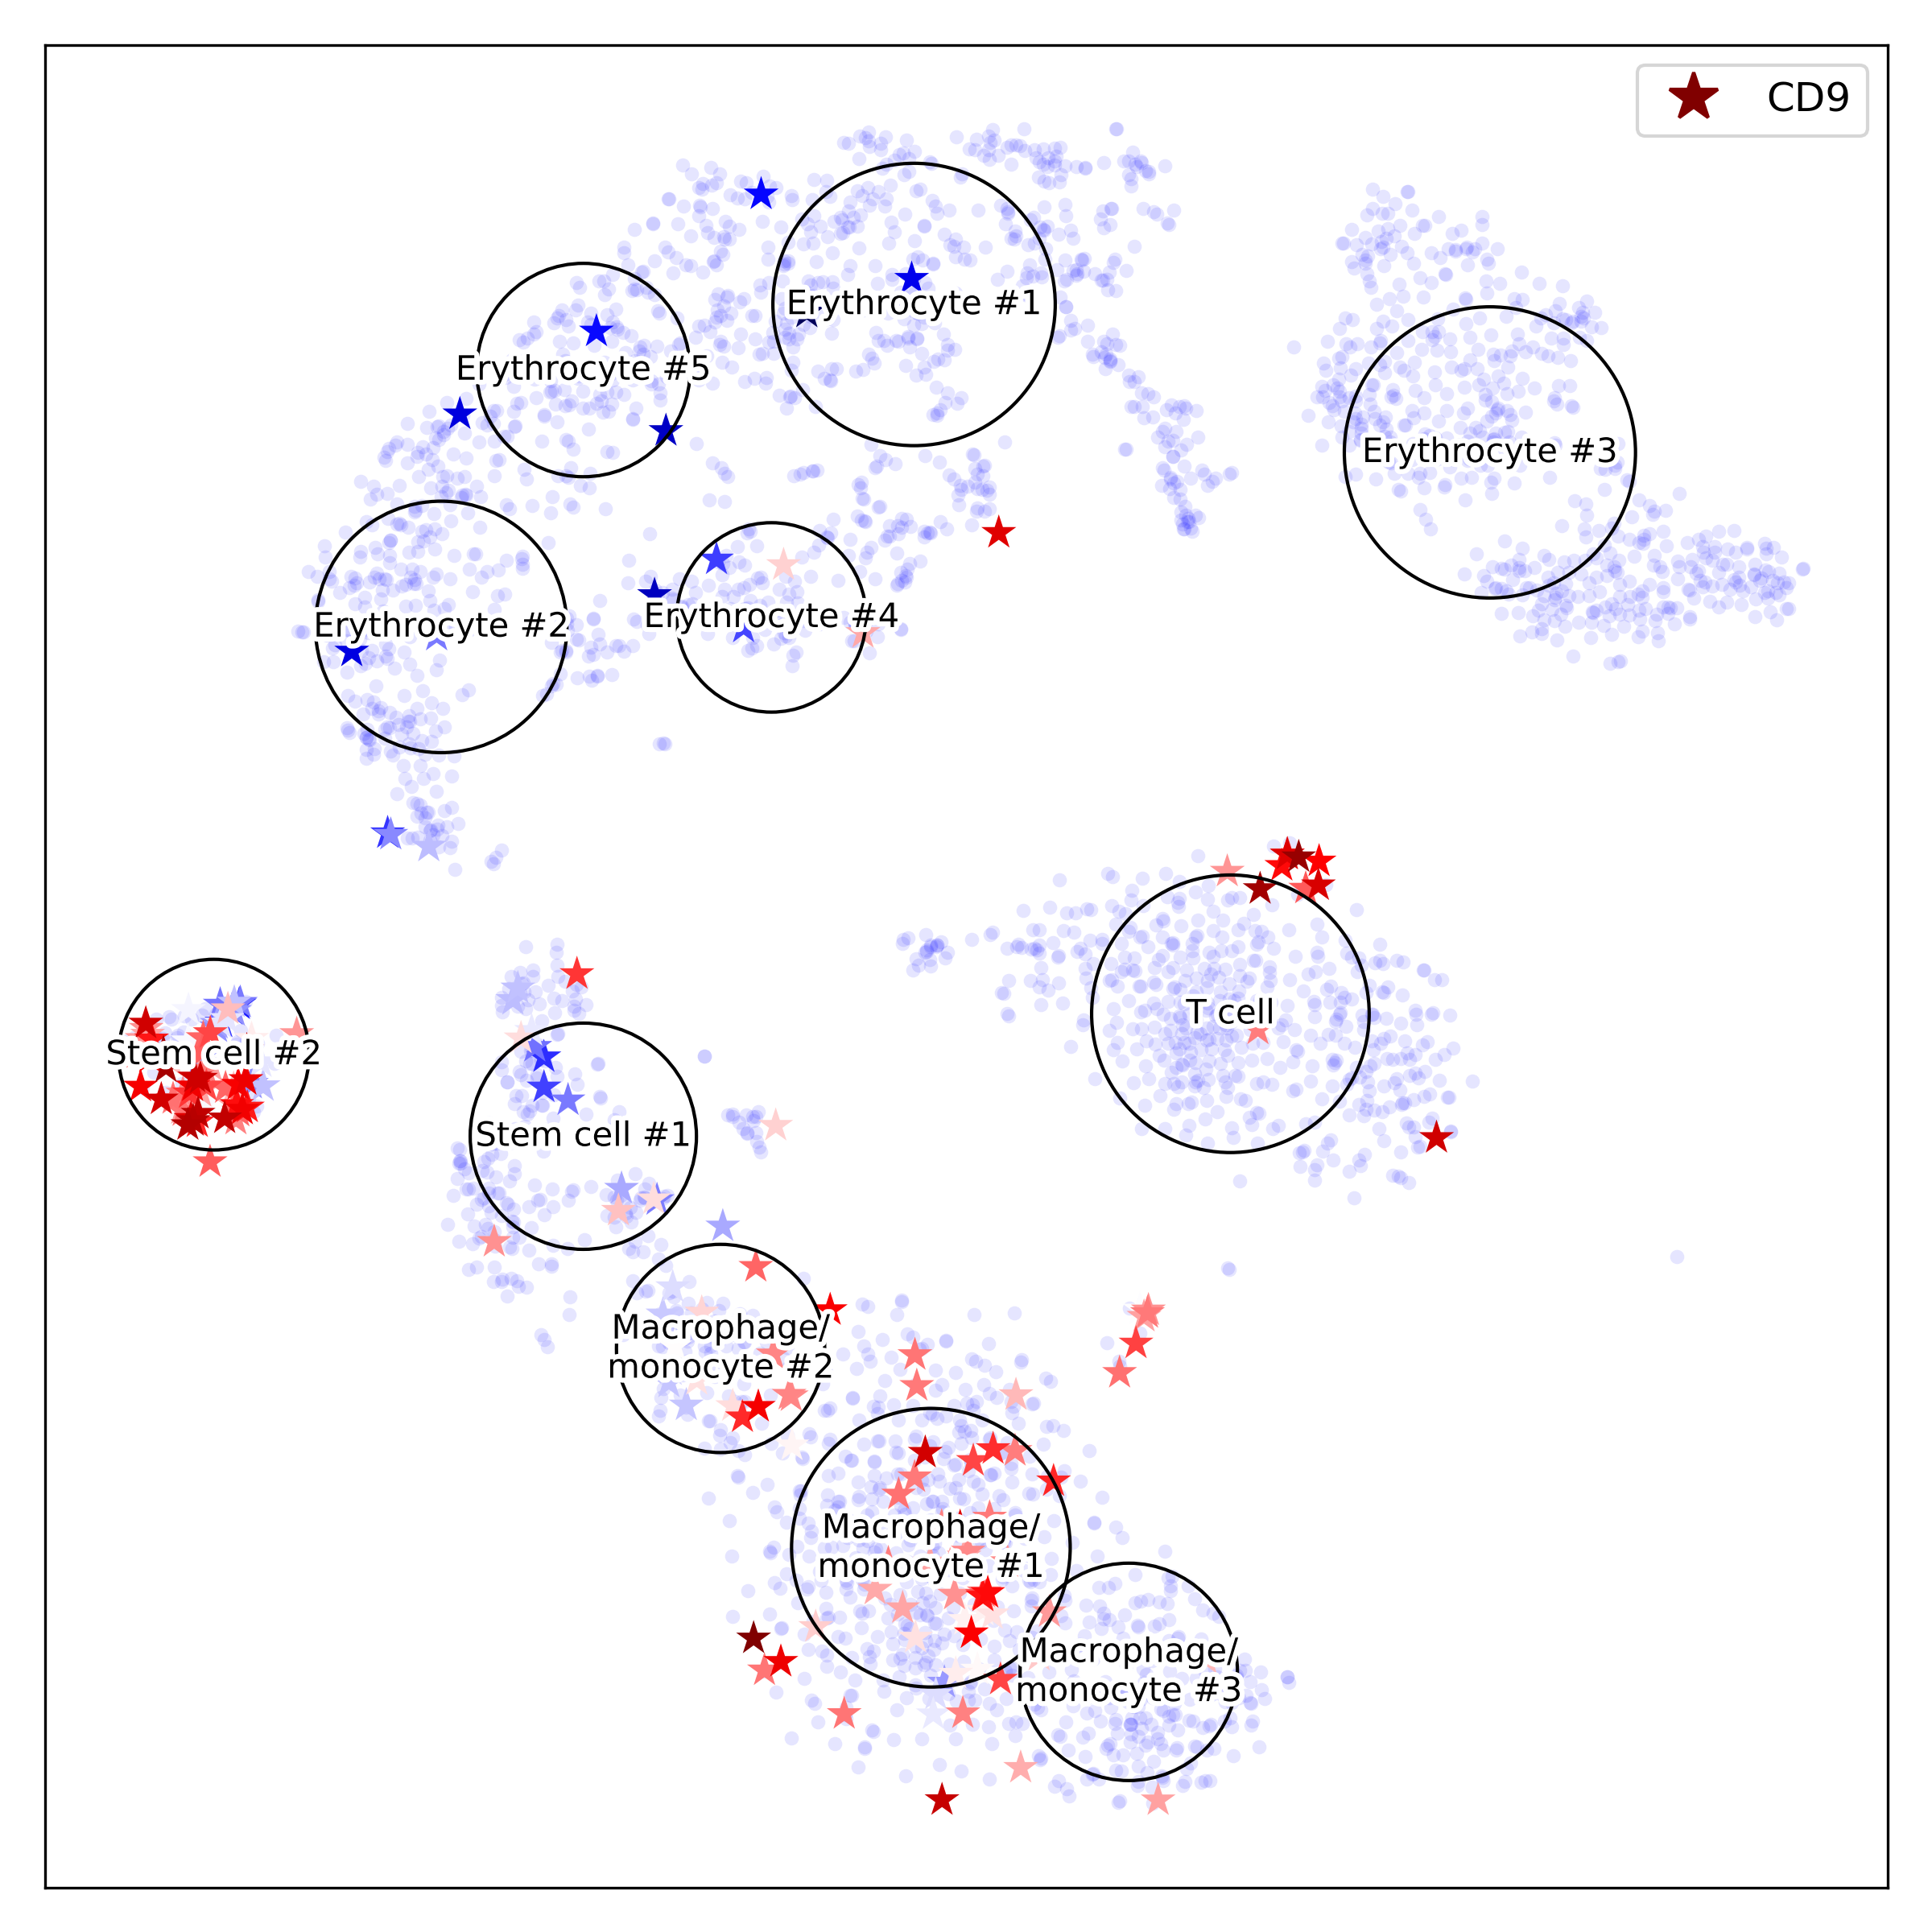 CD9
Erythrocyte #1
Erythrocyte #5
Erythrocyte #3
Erythrocyte #4
Erythrocyte #2
T cell
Stem cell #2
Stem cell #1
Macrophage/
monocyte #2
Macrophage/
monocyte #1
Macrophage/
monocyte #3